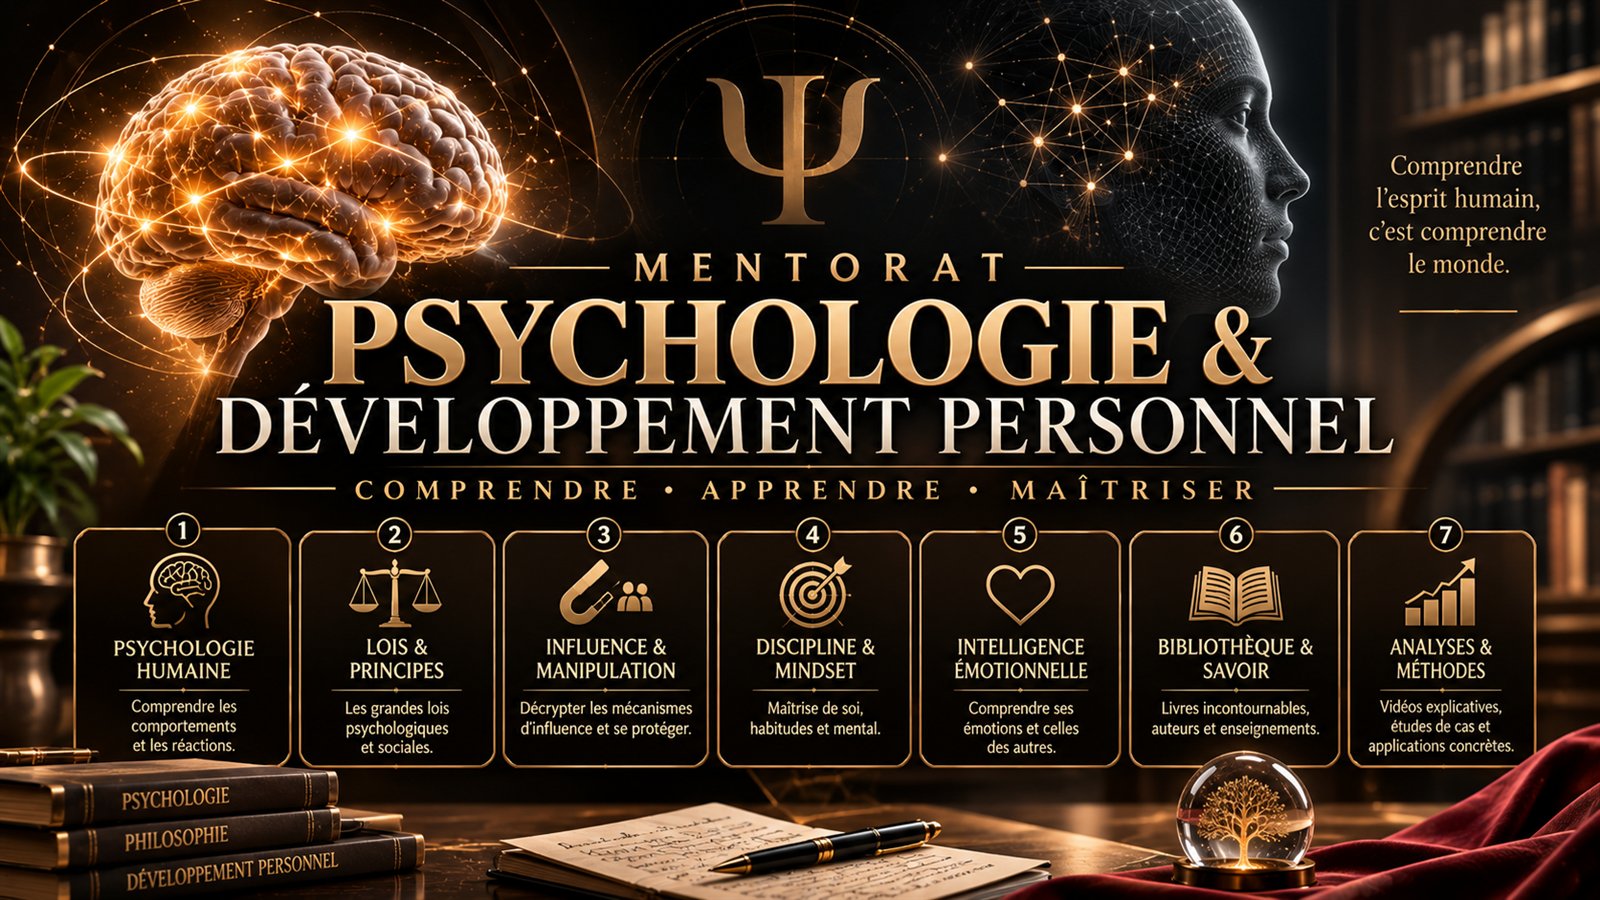 Ψ
Comprendre
l'esprit humain,
c'est comprendre
le monde.
MENTORAT
PSYCHOLOGIE &
DÉVELOPPEMENT PERSONNEL
COMPRENDRE • APPRENDRE • MAÎTRISER
1
PSYCHOLOGIE
HUMAINE
Comprendre les
comportements
et les réactions.
2
LOIS &
PRINCIPES
Les grandes lois
psychologiques
et sociales.
3
INFLUENCE &
MANIPULATION
Décrypter les mécanismes
d'influence et se protéger.
4
DISCIPLINE &
MINDSET
Maîtrise de soi,
habitudes et mental.
5
INTELLIGENCE
ÉMOTIONNELLE
Comprendre ses
émotions et celles
des autres.
6
BIBLIOTHÈQUE &
SAVOIR
Livres incontournables,
auteurs et enseignements.
7
ANALYSES &
MÉTHODES
Vidéos explicatives,
études de cas et
applications concrètes.
PSYCHOLOGIE
PHILOSOPHIE
DÉVELOPPEMENT PERSONNEL